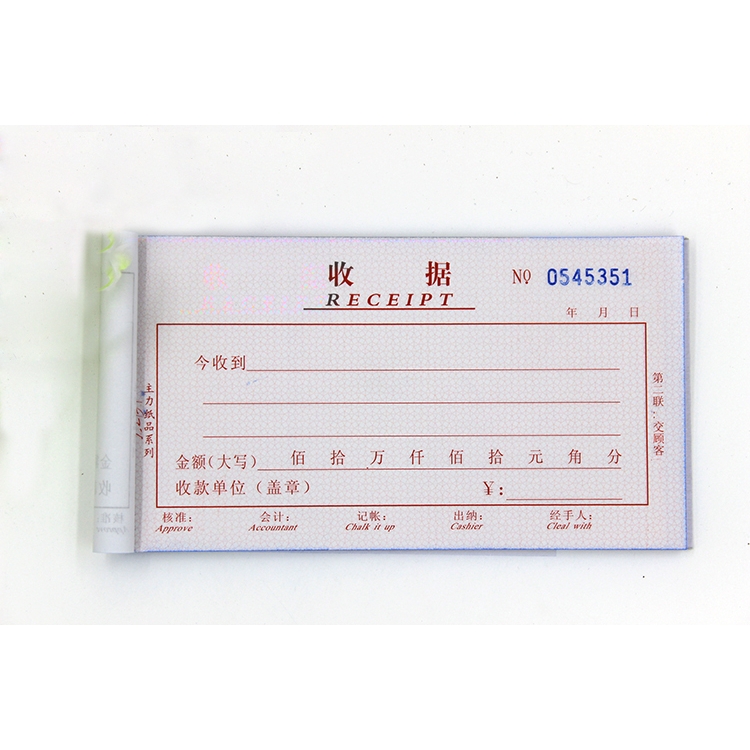 收 据
RECEIPT
NO 0545351
年 月 日
今收到
金额(大写) 佰 拾 万 仟 佰 拾 元 角 分
收款单位(盖章) ¥:
核准: 会计: 记帐: 出纳: 经手人:
Approve Accountant Chalk it up Cashier Cleal with
主力纸品系列
第二联:交顾客